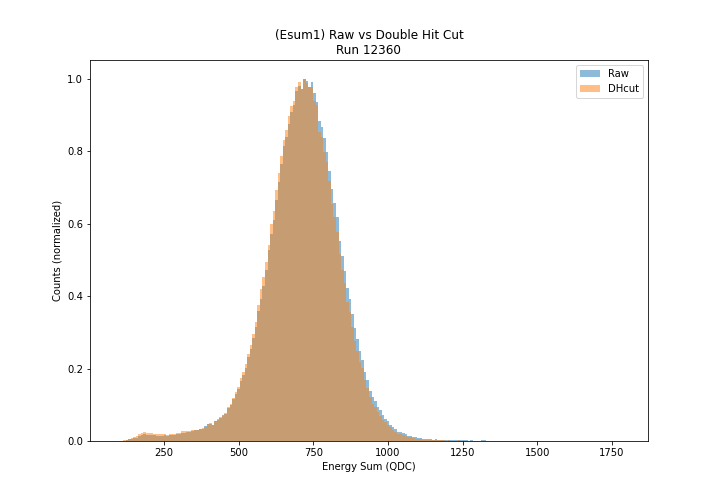 (Esum1) Raw vs Double Hit Cut
Run 12360
Raw
DHcut
Counts (normalized)
1.0
0.8
0.6
0.4
0.2
0.0
250
500
750
1000
1250
1500
1750
Energy Sum (QDC)